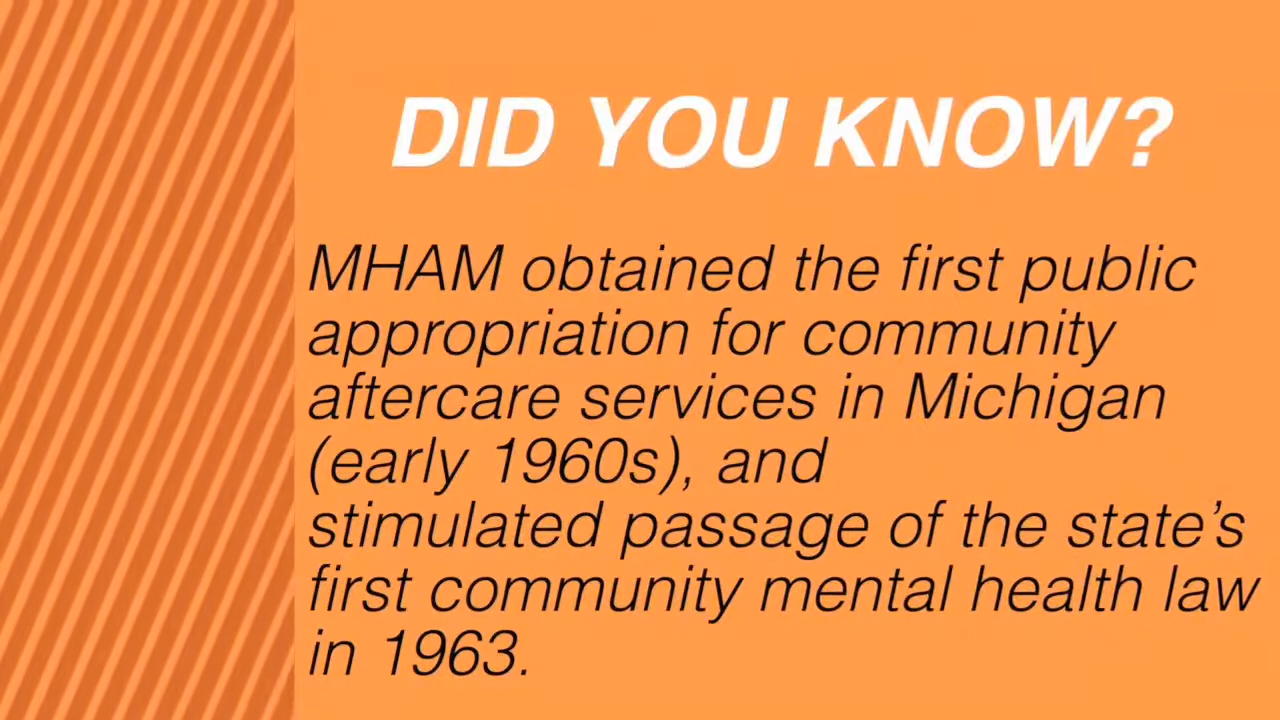 DID YOU KNOW?
MHAM obtained the first public
appropriation for community
aftercare services in Michigan
(early 1960s), and
stimulated passage of the state’s
first community mental health law
in 1963.